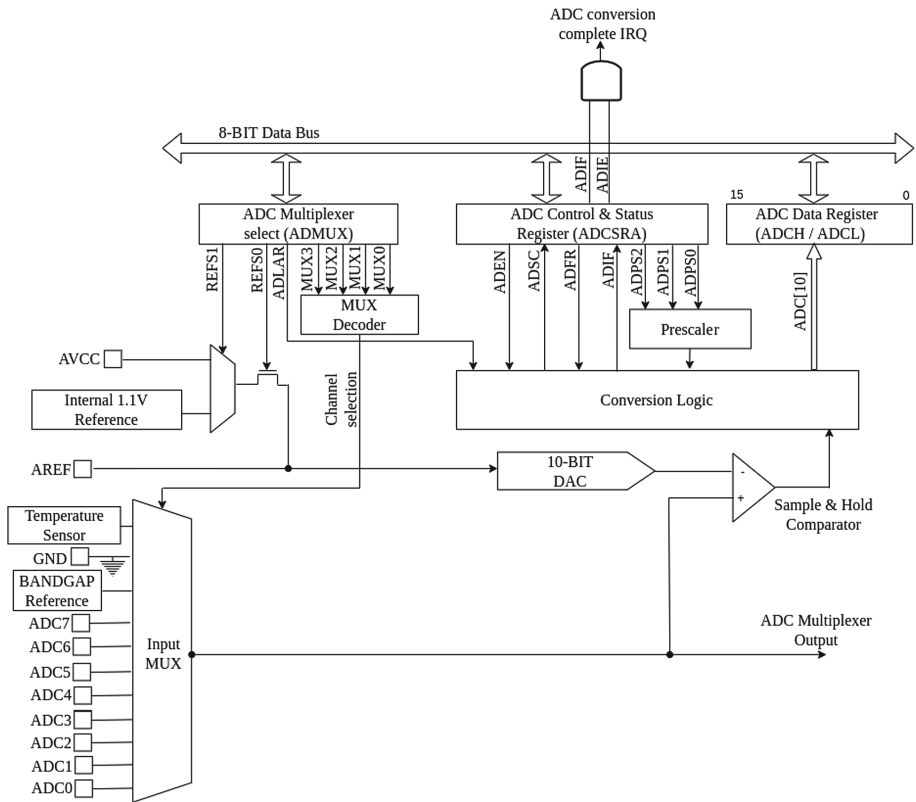 ADC conversion
complete IRQ
8-BIT Data Bus
ADIF
ADIE
15
0
ADC Multiplexer
select (ADMUX)
ADC Control & Status
Register (ADCSRA)
ADC Data Register
(ADCH / ADCL)
REFS1
REFS0
ADLAR
MUX3
MUX2
MUX1
MUX0
ADEN
ADSC
ADFR
ADIF
ADPS2
ADPS1
ADPS0
ADC[10]
MUX
Decoder
Prescaler
AVCC
Internal 1.1V
Reference
Channel
selection
Conversion Logic
AREF
10-BIT
DAC
-
+
Sample & Hold
Comparator
Temperature
Sensor
GND
BANDGAP
Reference
ADC7
ADC6
ADC5
ADC4
ADC3
ADC2
ADC1
ADC0
Input
MUX
ADC Multiplexer
Output